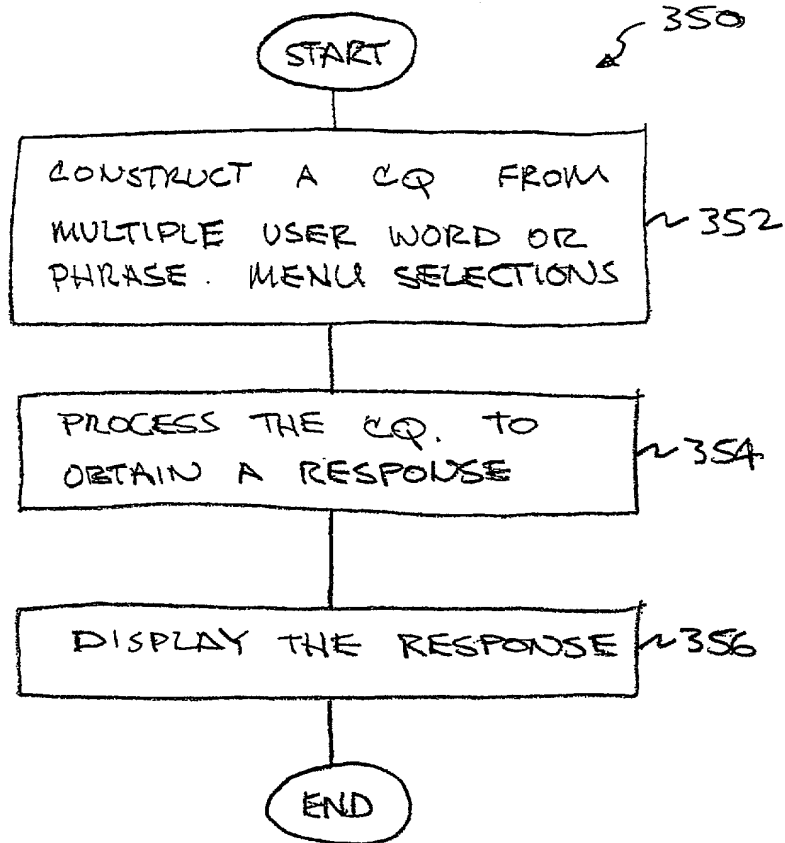 350
START
CONSTRUCT A CQ FROM
MULTIPLE USER WORD OR
PHRASE. MENU SELECTIONS
352
PROCESS THE CQ. TO
OBTAIN A RESPONSE
354
DISPLAY THE RESPONSE
356
END